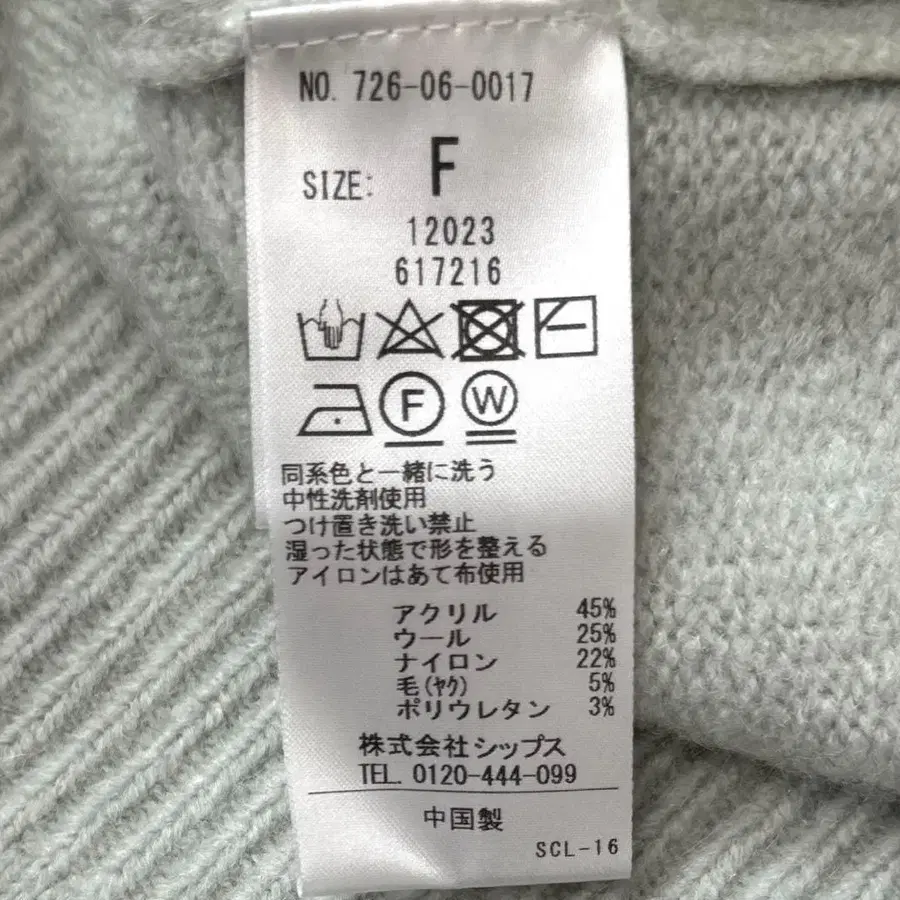 NO. 726-06-0017
SIZE: F
12023
617216
F W
同系色と一緒に洗う
中性洗剤使用
つけ置き洗い禁止
湿った状態で形を整える
アイロンはあて布使用
アクリル 45%
ウール 25%
ナイロン 22%
毛(ヤク) 5%
ポリウレタン 3%
株式会社シップス
TEL. 0120-444-099
中国製
SCL-16